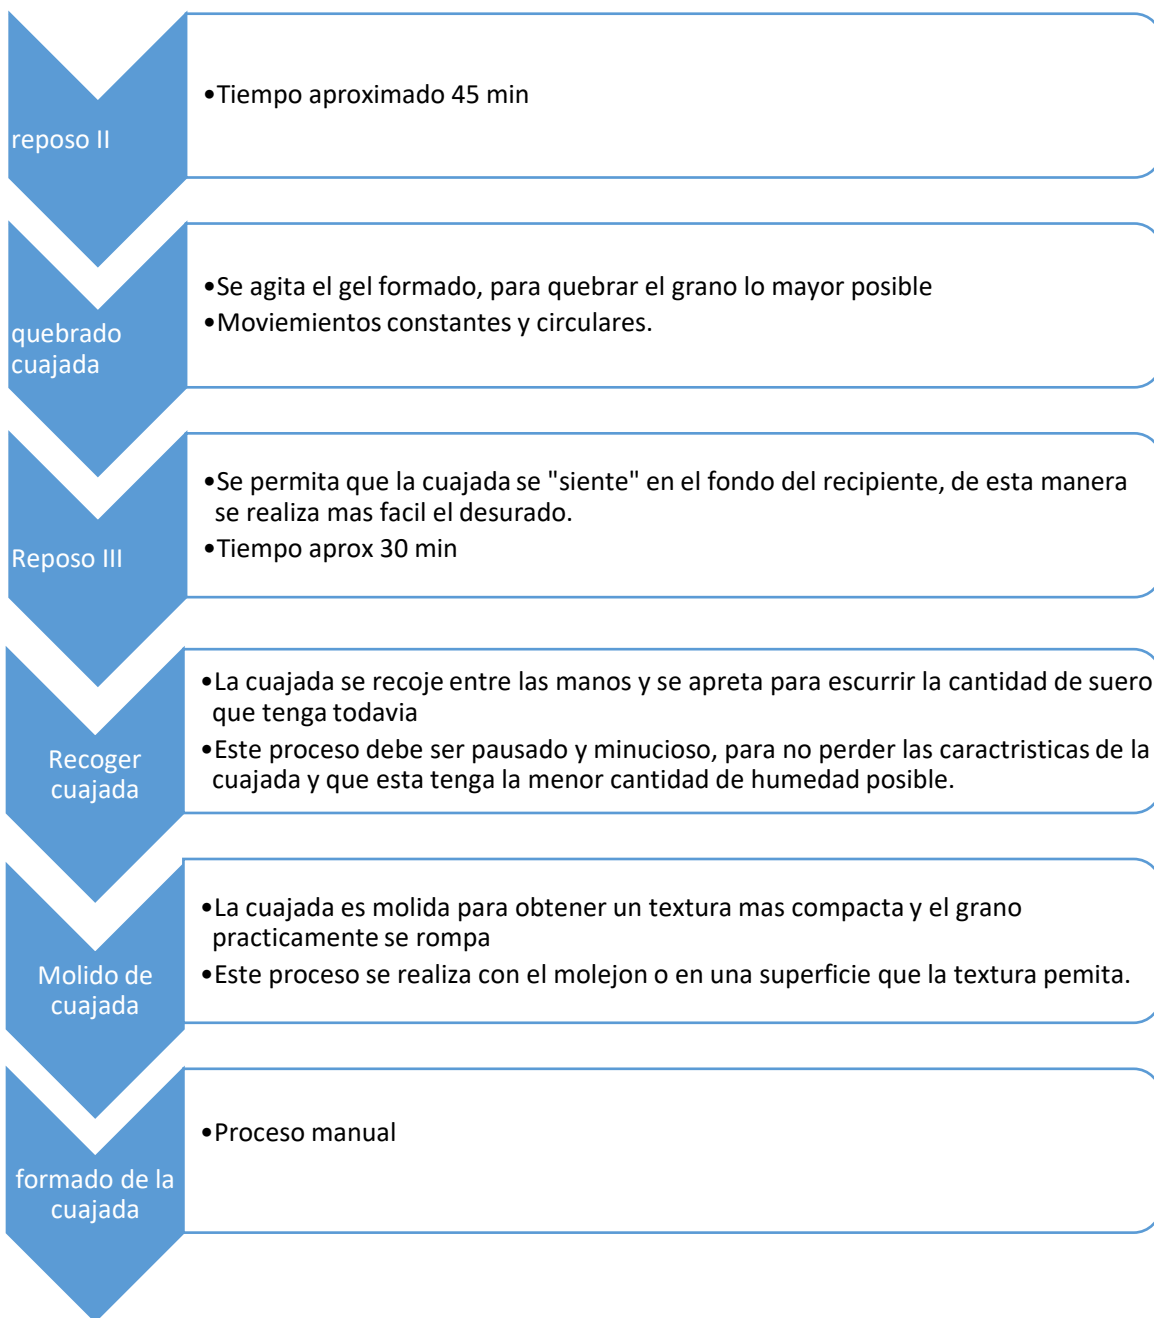 reposo II
•Tiempo aproximado 45 min
quebrado
cuajada
•Se agita el gel formado, para quebrar el grano lo mayor posible
•Moviemientos constantes y circulares.
Reposo III
•Se permita que la cuajada se "siente" en el fondo del recipiente, de esta manera
se realiza mas facil el desurado.
•Tiempo aprox 30 min
Recoger
cuajada
•La cuajada se recoje entre las manos y se apreta para escurrir la cantidad de suero
que tenga todavia
•Este proceso debe ser pausado y minucioso, para no perder las caractristicas de la
cuajada y que esta tenga la menor cantidad de humedad posible.
Molido de
cuajada
•La cuajada es molida para obtener un textura mas compacta y el grano
practicamente se rompa
•Este proceso se realiza con el molejon o en una superficie que la textura pemita.
formado de la
cuajada
•Proceso manual